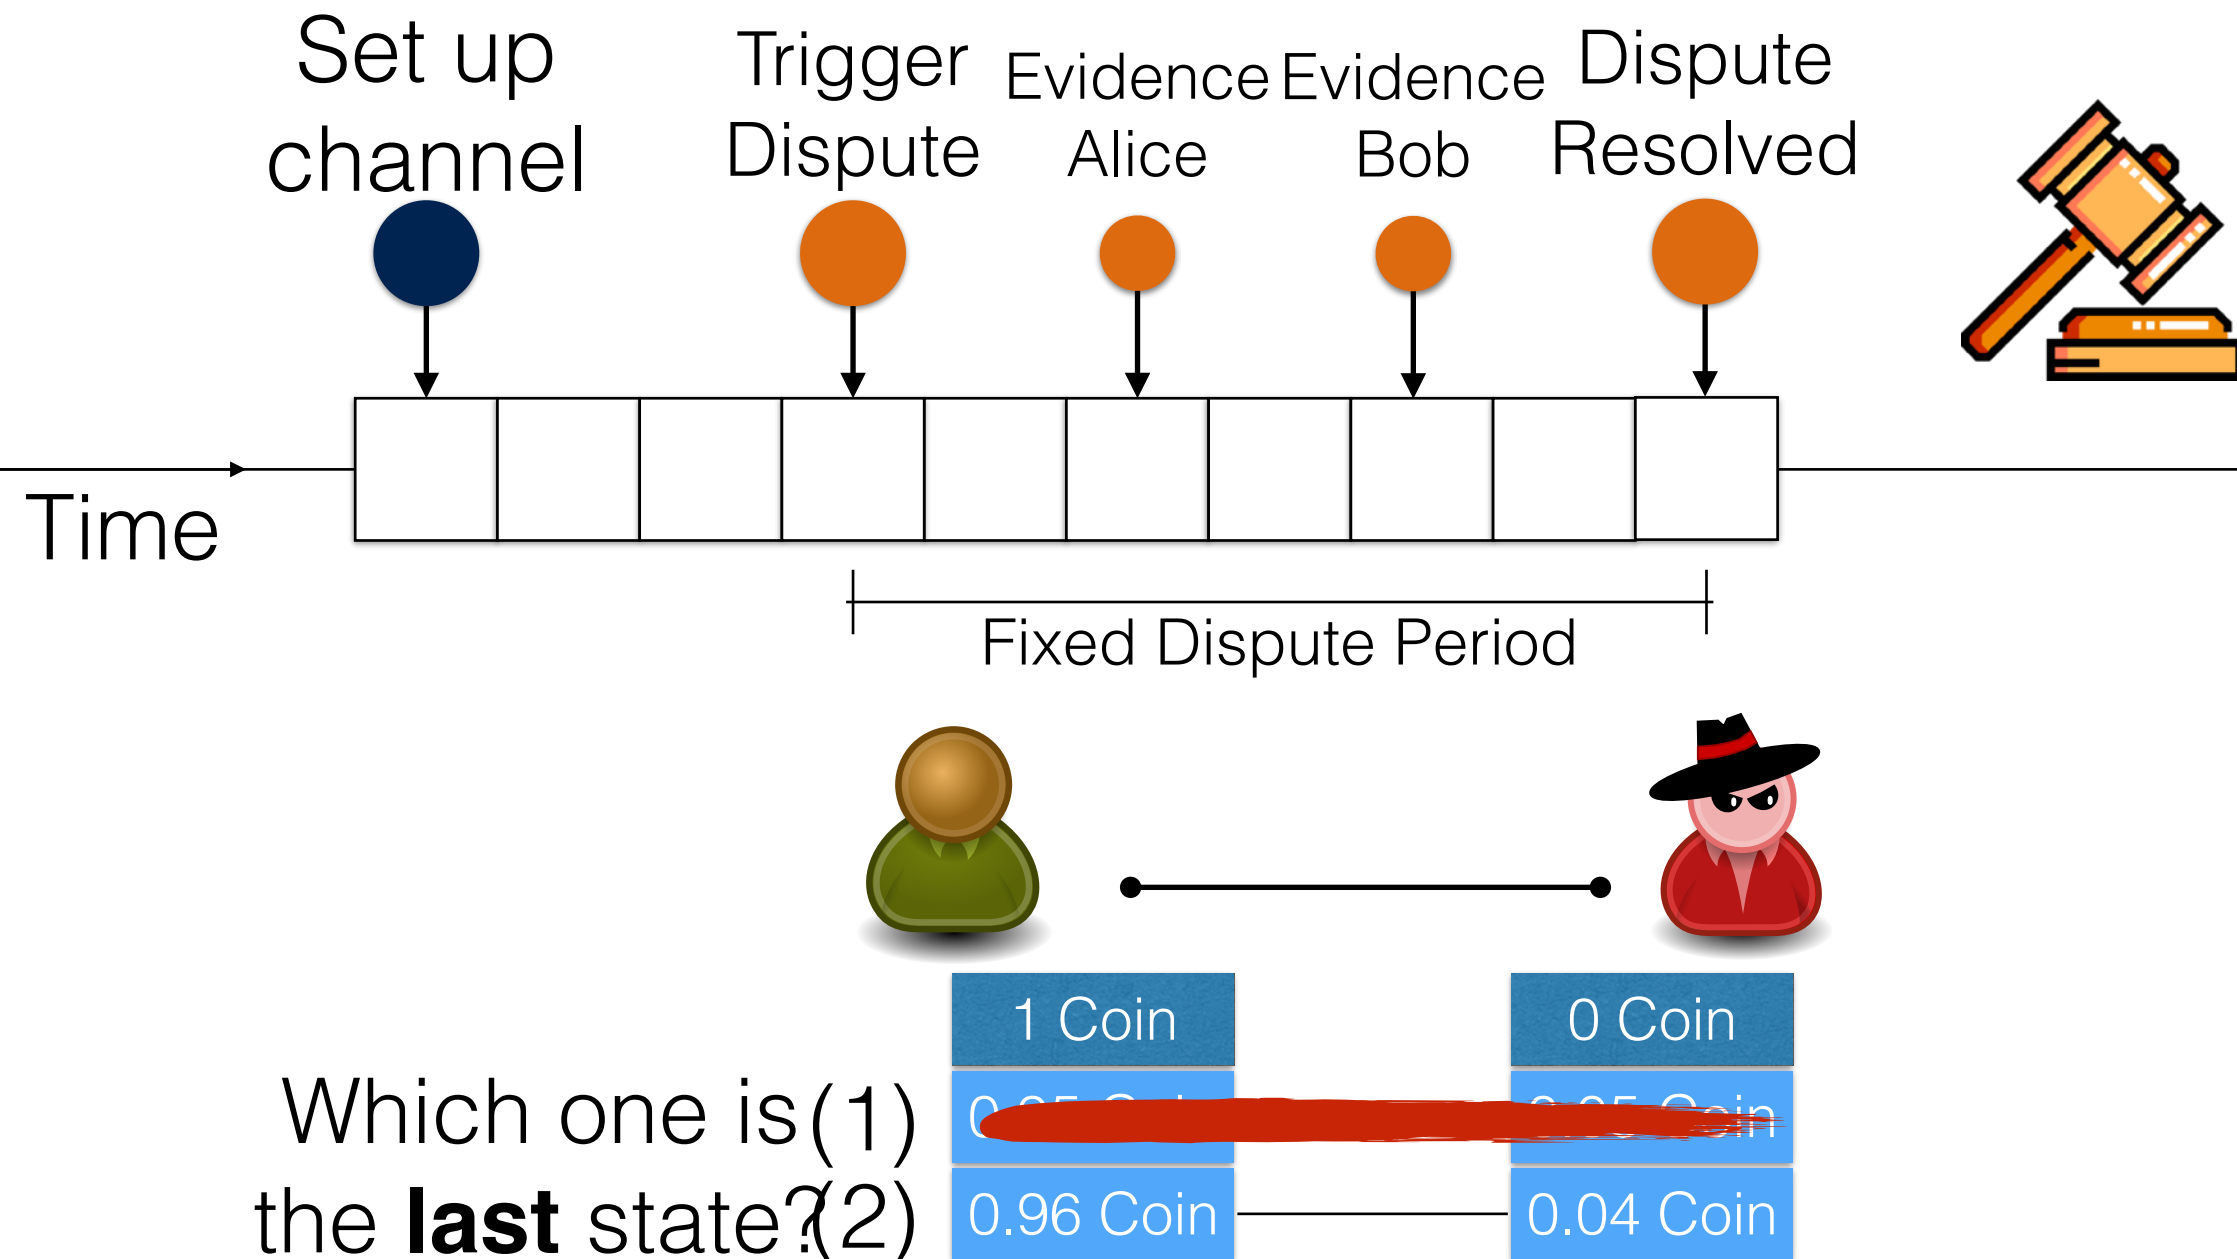 Set up
channel
Trigger
Dispute
Evidence
Alice
Evidence
Bob
Dispute
Resolved
Time
Fixed Dispute Period
1 Coin
0 Coin
Which one is
the last state?
(1)
(2)
0.96 Coin
0.04 Coin